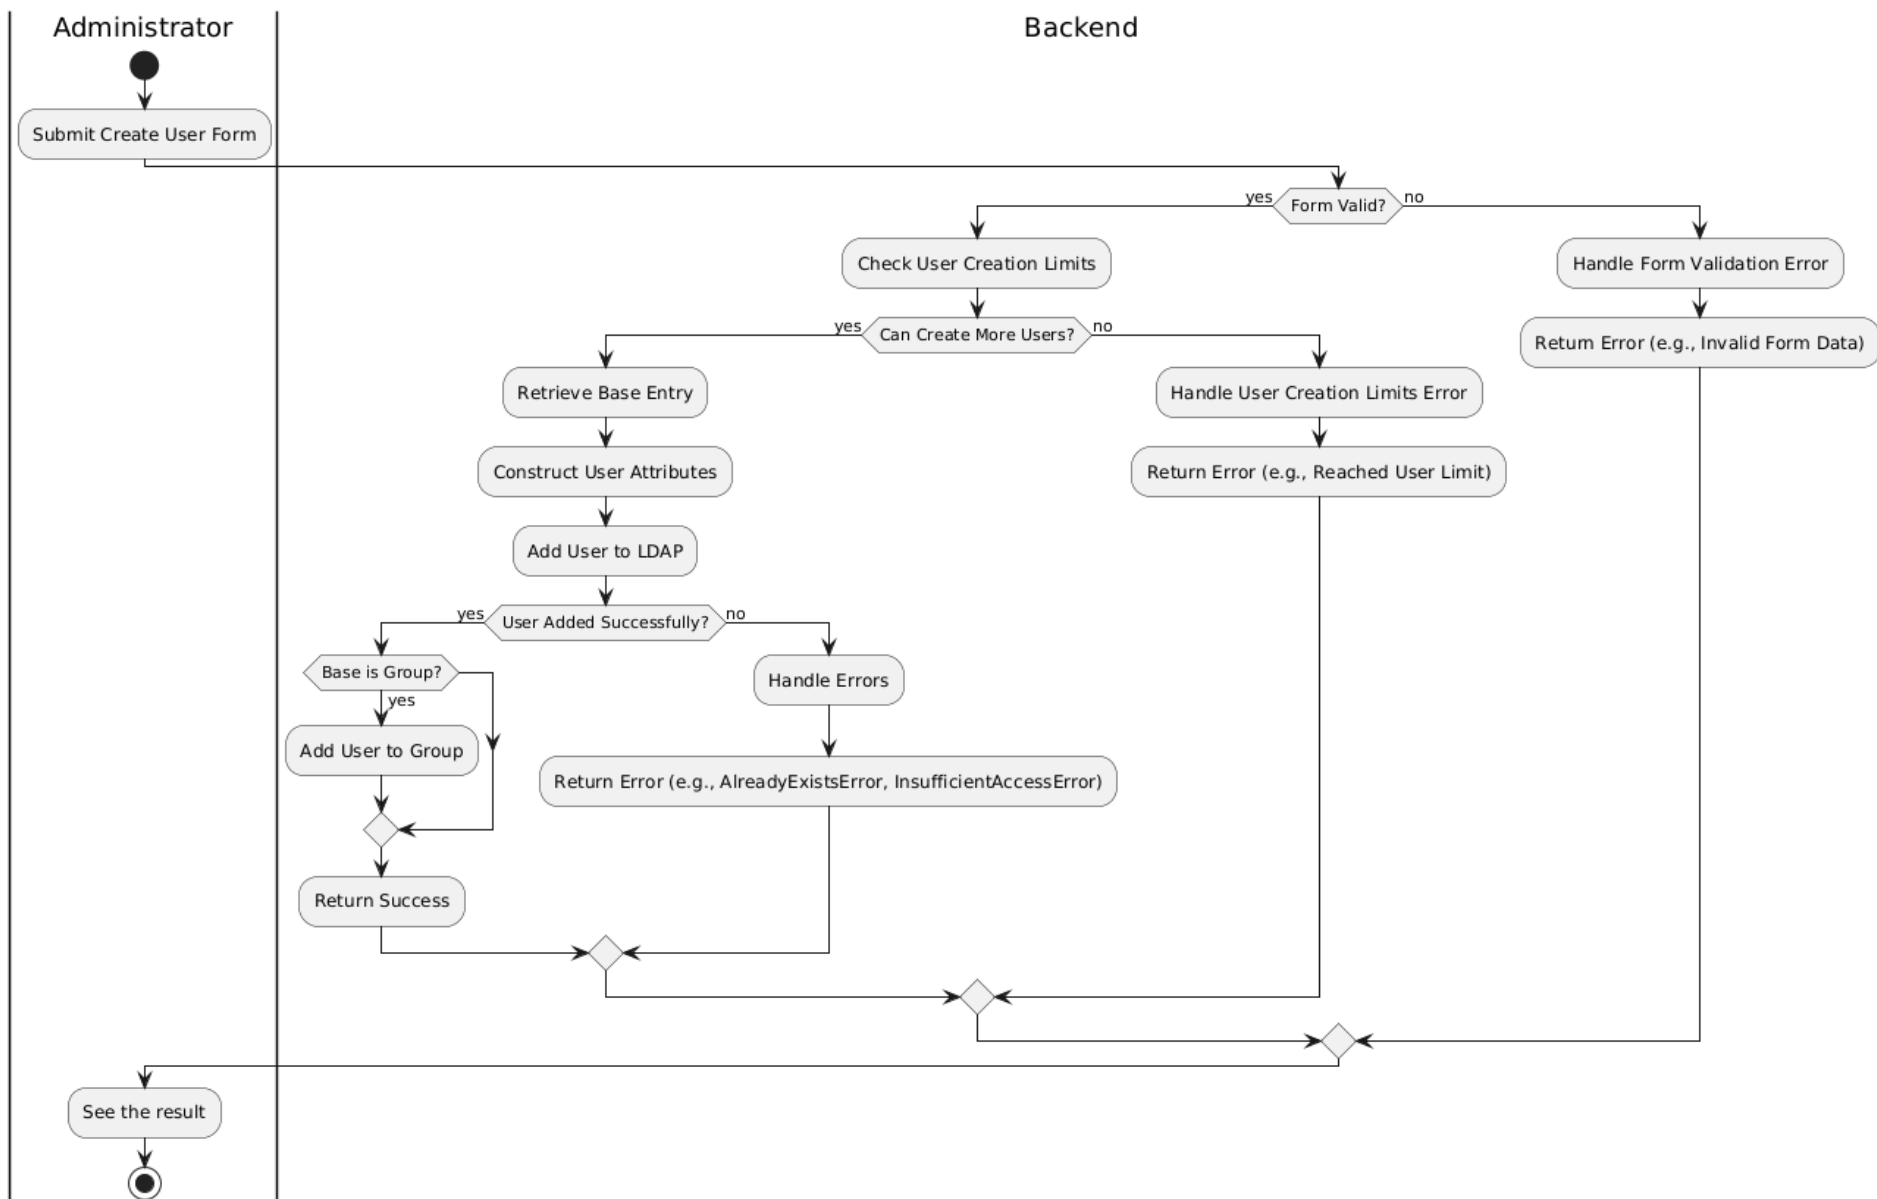 Administrator
Backend
Submit Create User Form
yes
Form Valid?
no
Check User Creation Limits
Handle Form Validation Error
yes
Can Create More Users?
no
Return Error (e.g., Invalid Form Data)
Retrieve Base Entry
Handle User Creation Limits Error
Construct User Attributes
Return Error (e.g., Reached User Limit)
Add User to LDAP
yes
User Added Successfully?
no
Base is Group?
Handle Errors
yes
Add User to Group
Return Error (e.g., AlreadyExistsError, InsufficientAccessError)
Return Success
See the result